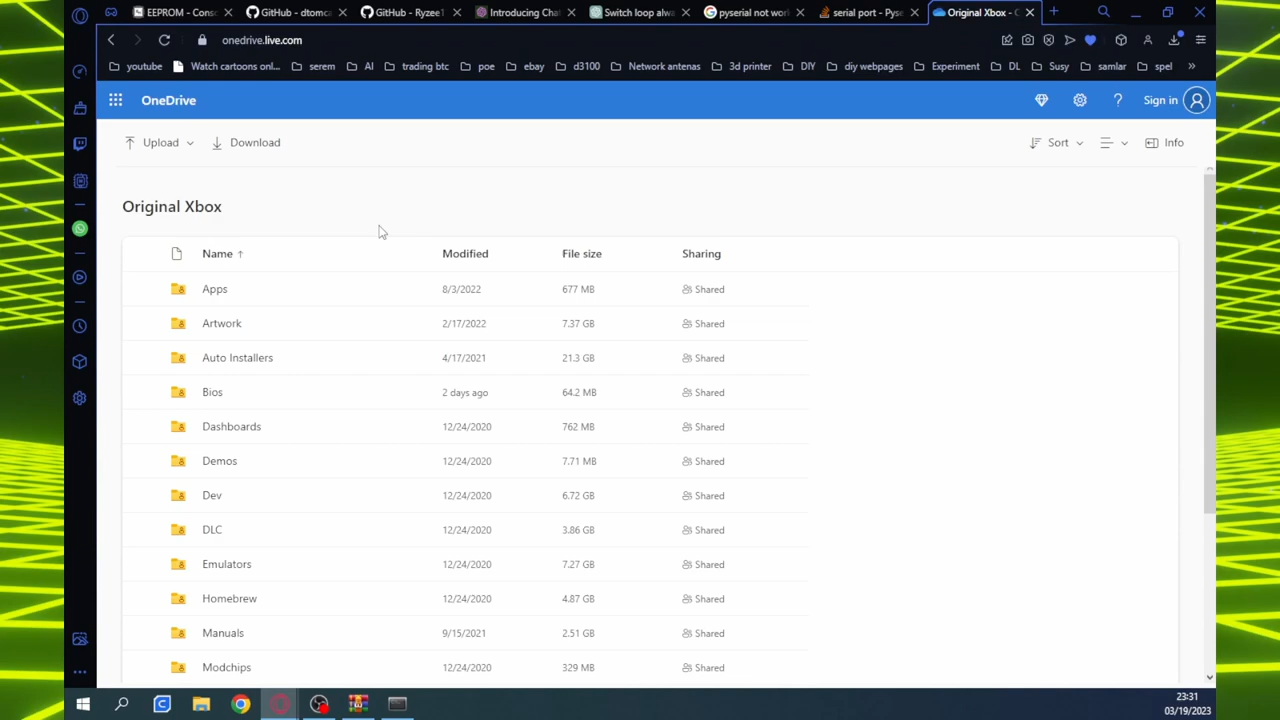 EEPROM - Cons
GitHub - dtomca
GitHub - Ryzee1
Introducing Cha
Switch loop alwa
pyserial not work
serial port - Pyse
Original Xbox - O
onedrive.live.com
youtube
Watch cartoons onl...
serem
AI
trading btc
poe
ebay
d3100
Network antenas
3d printer
DIY
diy webpages
Experiment
DL
Susy
samlar
spel
OneDrive
Sign in
Upload
Download
Sort
Info
Original Xbox
Name ↑ Modified File size Sharing
Apps 8/3/2022 677 MB Shared
Artwork 2/17/2022 7.37 GB Shared
Auto Installers 4/17/2021 21.3 GB Shared
Bios 2 days ago 64.2 MB Shared
Dashboards 12/24/2020 762 MB Shared
Demos 12/24/2020 7.71 MB Shared
Dev 12/24/2020 6.72 GB Shared
DLC 12/24/2020 3.86 GB Shared
Emulators 12/24/2020 7.27 GB Shared
Homebrew 12/24/2020 4.87 GB Shared
Manuals 9/15/2021 2.51 GB Shared
Modchips 12/24/2020 329 MB Shared
23:31
03/19/2023